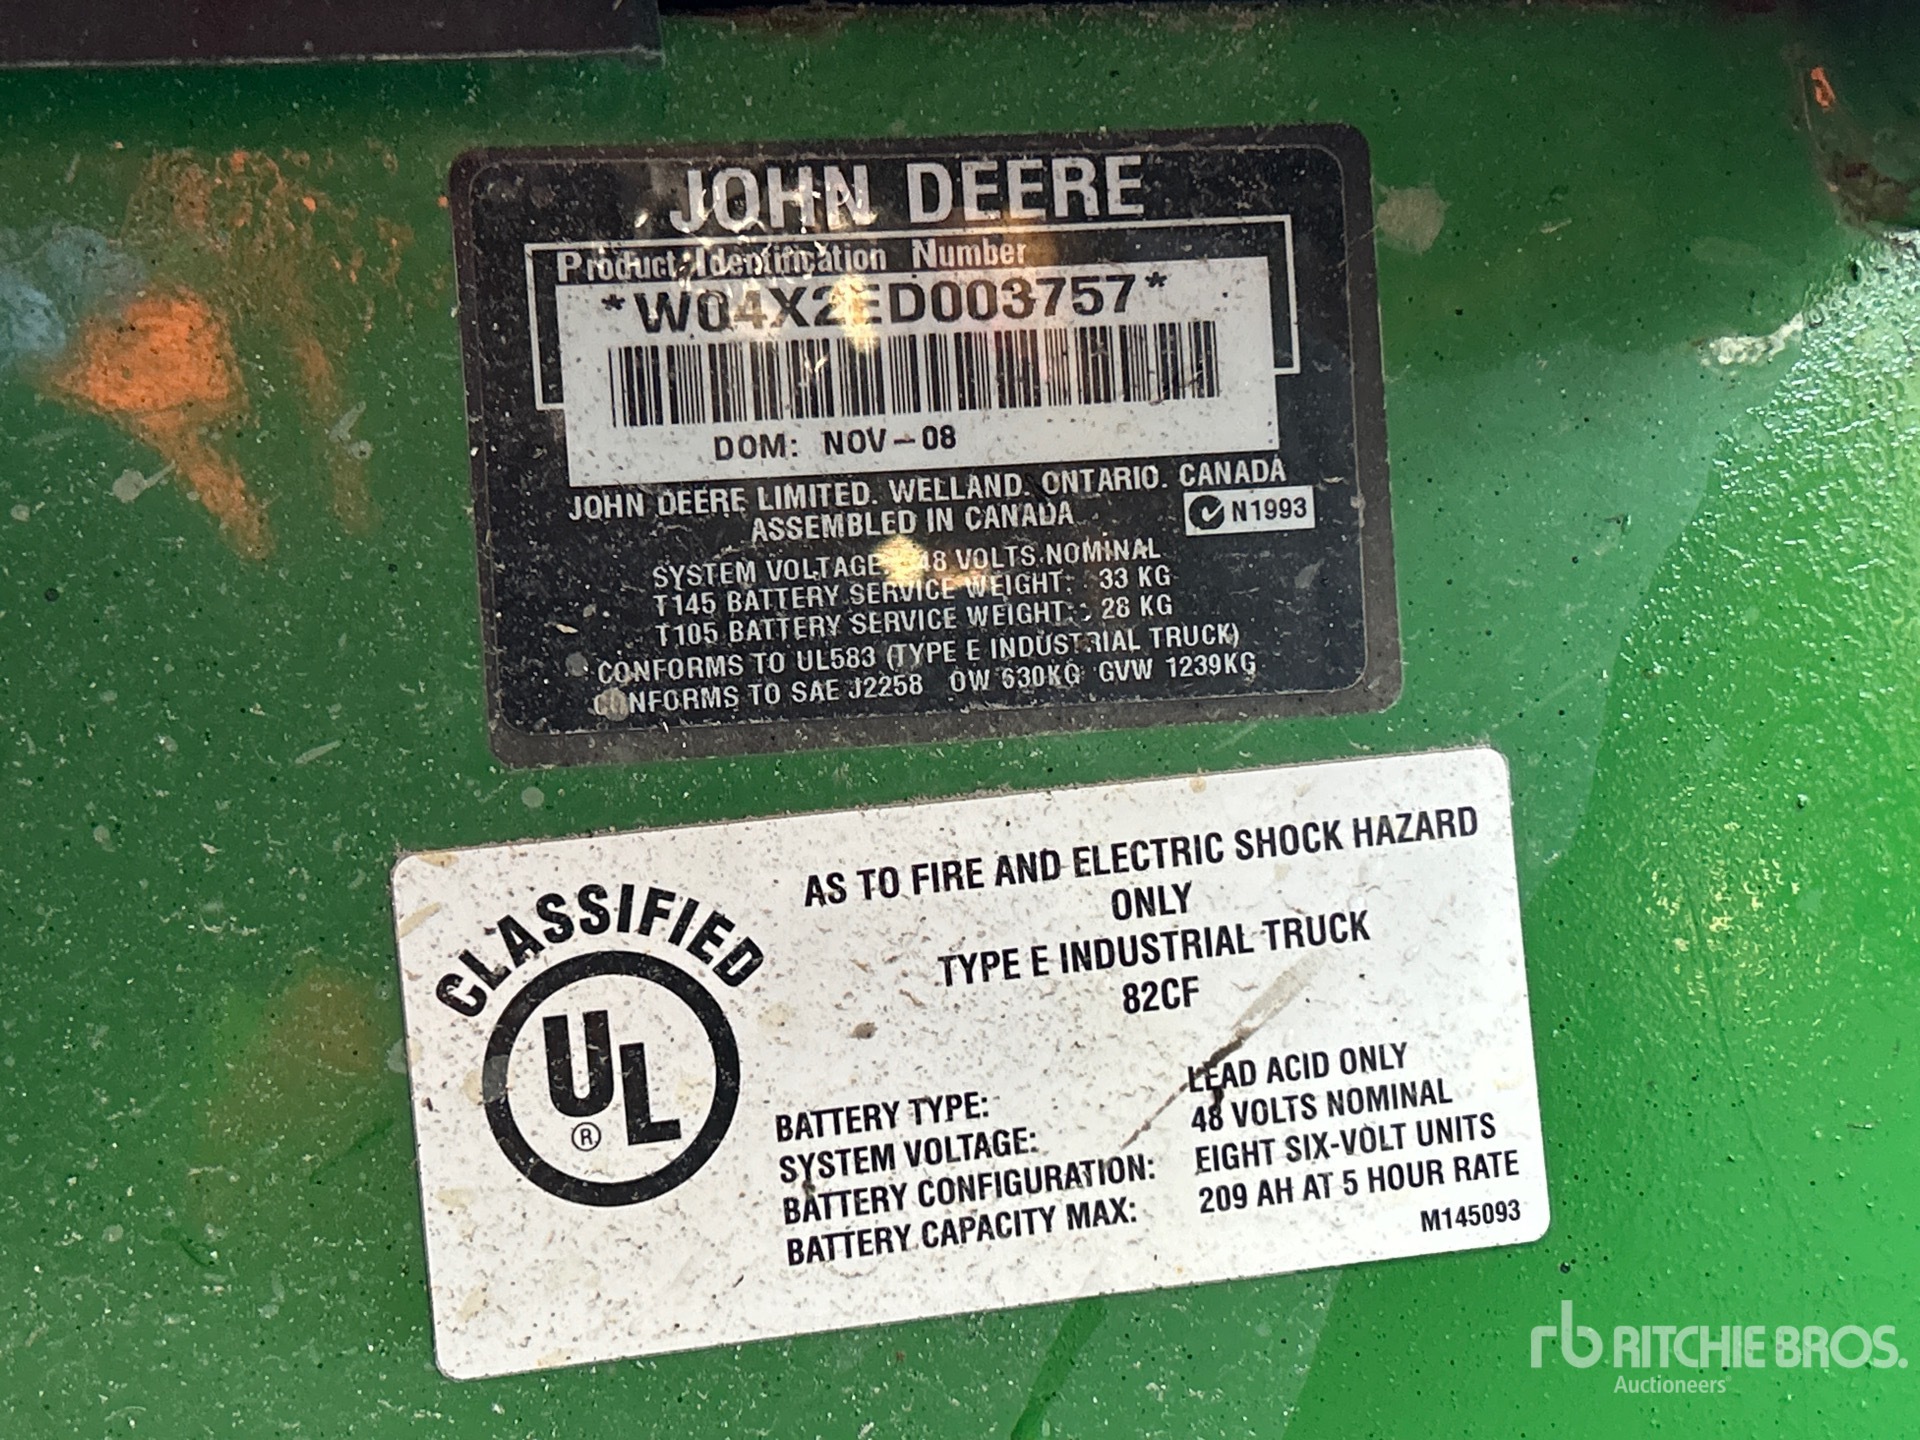 JOHN DEERE
Product Identification Number
*W04X2ED003757*
DOM: NOV-08
JOHN DEERE LIMITED. WELLAND. ONTARIO. CANADA
ASSEMBLED IN CANADA
N1993
SYSTEM VOLTAGE: 48 VOLTS NOMINAL
T145 BATTERY SERVICE WEIGHT: 33 KG
T105 BATTERY SERVICE WEIGHT: 28 KG
CONFORMS TO UL583 (TYPE E INDUSTRIAL TRUCK)
CONFORMS TO SAE J2258 OW 630KG GVW 1239KG
CLASSIFIED
UL
®
AS TO FIRE AND ELECTRIC SHOCK HAZARD
ONLY
TYPE E INDUSTRIAL TRUCK
82CF
BATTERY TYPE: LEAD ACID ONLY
SYSTEM VOLTAGE: 48 VOLTS NOMINAL
BATTERY CONFIGURATION: EIGHT SIX-VOLT UNITS
BATTERY CAPACITY MAX: 209 AH AT 5 HOUR RATE
M145093
rb RITCHIE BROS.
Auctioneers